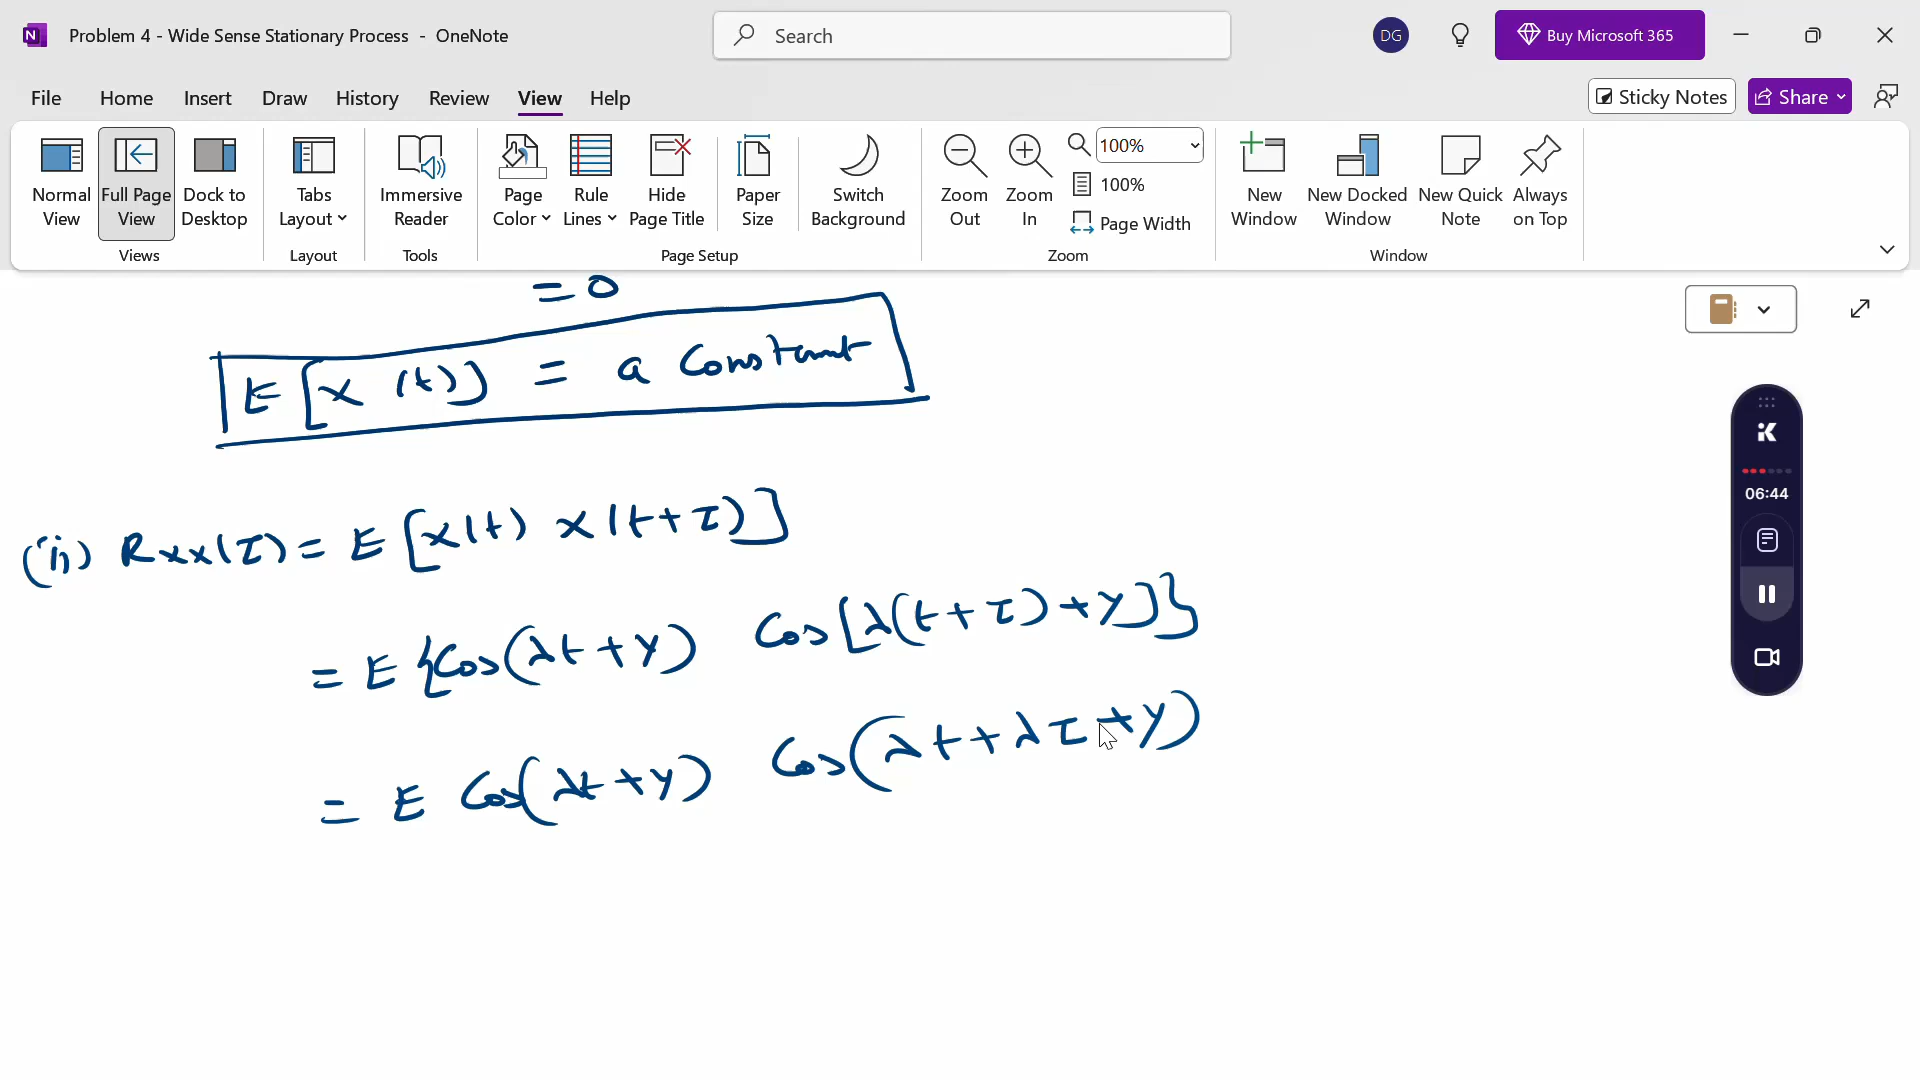 Problem 4 - Wide Sense Stationary Process - OneNote
Search
DG
Buy Microsoft 365
File Home Insert Draw History Review View Help
Sticky Notes
Share
Normal View
Full Page View
Dock to Desktop
Views
Tabs Layout
Layout
Immersive Reader
Tools
Page Color
Rule Lines
Hide Page Title
Paper Size
Switch Background
Page Setup
Zoom Out
Zoom In
100%
100%
Page Width
Zoom
New Window
New Docked Window
New Quick Note
Always on Top
Window
= 0
E[x(t)] = a Constant
(ii) Rxx(τ) = E[x(t) x(t+τ)]
= E{Cos(λt+y) Cos[λ(t+τ)+y]}
= E Cos(λt+y) Cos(λt+λτ+y)
06:44